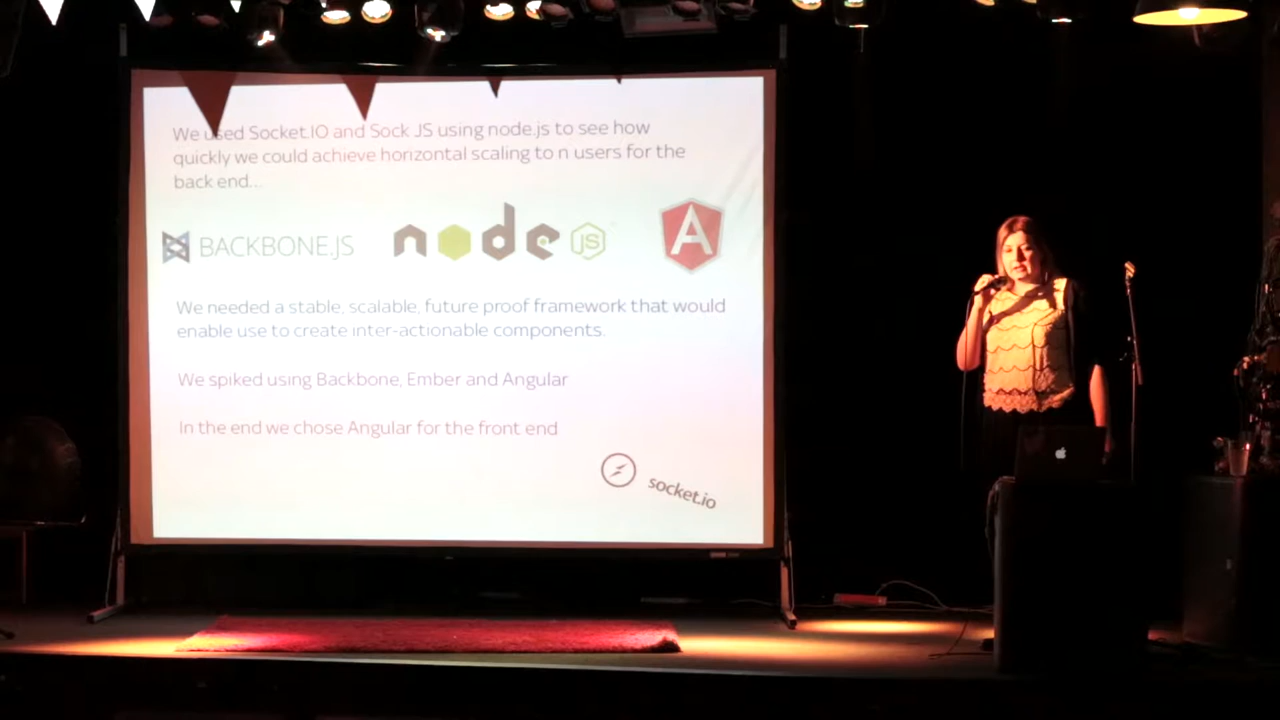 We used Socket.IO and Sock JS using node.js to see how
quickly we could achieve horizontal scaling to n users for the
back end...
BACKBONE.JS
node
JS
A
We needed a stable, scalable, future proof framework that would
enable use to create inter-actionable components.
We spiked using Backbone, Ember and Angular
In the end we chose Angular for the front end
socket.io